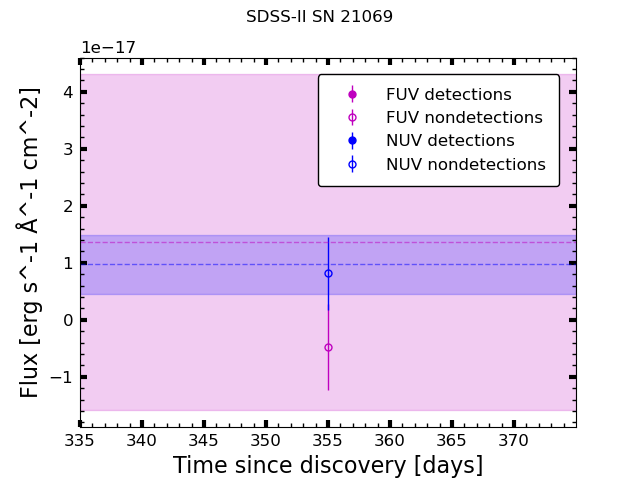 SDSS-II SN 21069
1e−17
FUV detections
FUV nondetections
NUV detections
NUV nondetections
4
3
2
1
0
−1
Flux [erg s^-1 Å^-1 cm^-2]
335 340 345 350 355 360 365 370
Time since discovery [days]